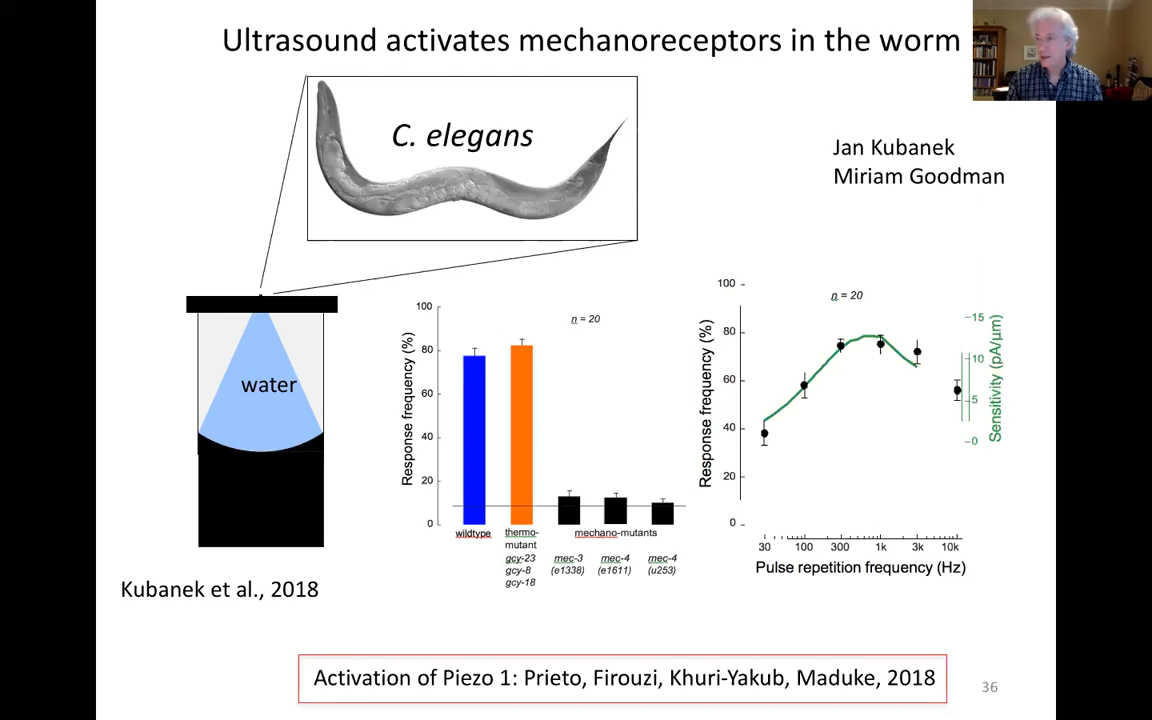 Ultrasound activates mechanoreceptors in the worm
C. elegans
Jan Kubanek
Miriam Goodman
water
Kubanek et al., 2018
Response frequency (%)
100
80
60
40
20
0
n = 20
wildtype
thermo-
mutant
gcy-23
gcy-8
gcy-18
mechano-mutants
mec-3
(e1338)
mec-4
(e1611)
mec-4
(u253)
Response frequency (%)
100
80
60
40
20
0
n = 20
30 100 300 1k 3k 10k
Pulse repetition frequency (Hz)
−15
10
5
−0
Sensitivity (pA/µm)
Activation of Piezo 1: Prieto, Firouzi, Khuri-Yakub, Maduke, 2018
36